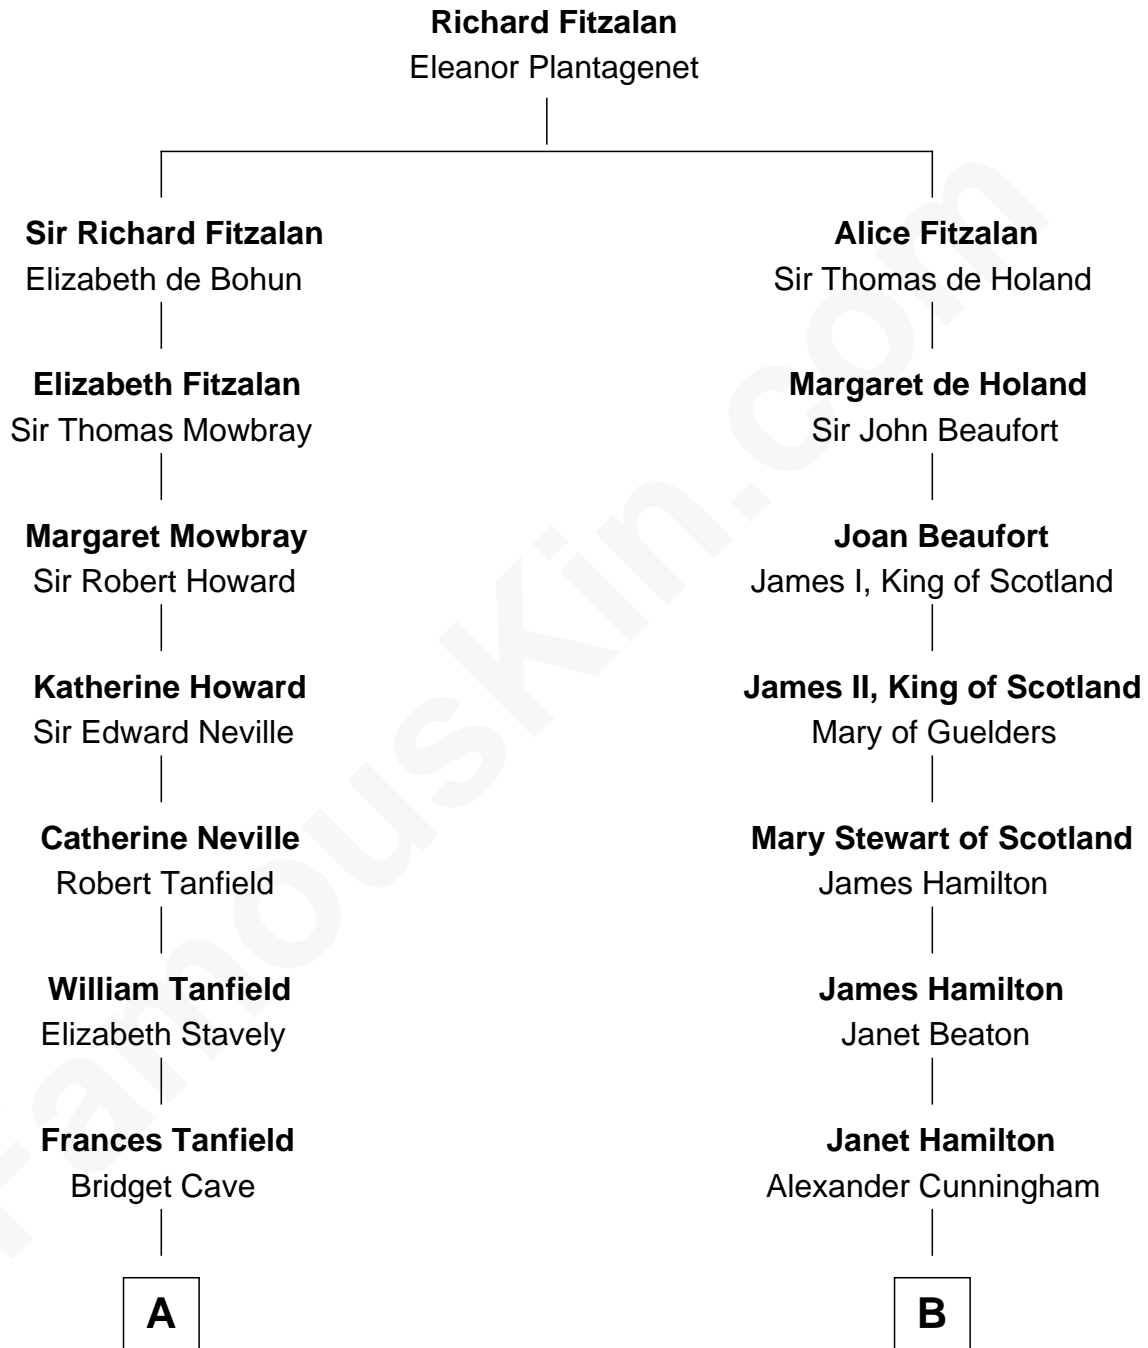 Richard Fitzalan
Eleanor Plantagenet
Sir Richard Fitzalan
Elizabeth de Bohun
Elizabeth Fitzalan
Sir Thomas Mowbray
Margaret Mowbray
Sir Robert Howard
Katherine Howard
Sir Edward Neville
Catherine Neville
Robert Tanfield
William Tanfield
Elizabeth Stavely
Frances Tanfield
Bridget Cave
A
Alice Fitzalan
Sir Thomas de Holand
Margaret de Holand
Sir John Beaufort
Joan Beaufort
James I, King of Scotland
James II, King of Scotland
Mary of Guelders
Mary Stewart of Scotland
James Hamilton
James Hamilton
Janet Beaton
Janet Hamilton
Alexander Cunningham
B
FamousKin.com